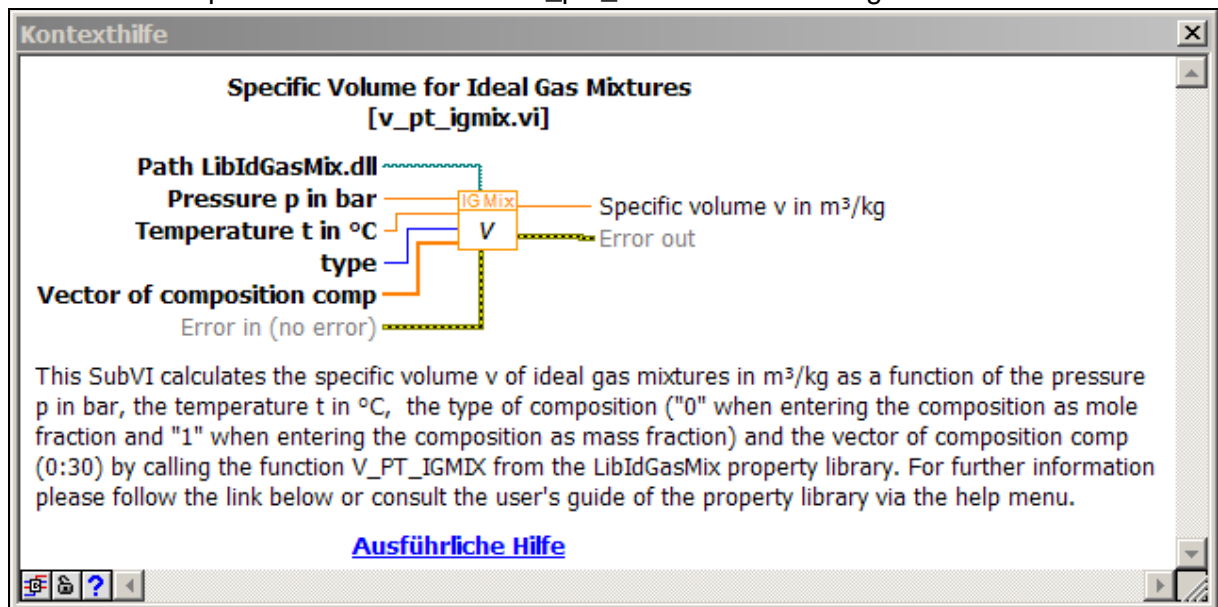 Kontexthilfe
Specific Volume for Ideal Gas Mixtures
[v_pt_igmix.vi]
Path LibIdGasMix.dll
Pressure p in bar
Temperature t in °C
type
Vector of composition comp
Error in (no error)
IG Mix
V
Specific volume v in m³/kg
Error out
This SubVI calculates the specific volume v of ideal gas mixtures in m³/kg as a function of the pressure
p in bar, the temperature t in °C, the type of composition ("0" when entering the composition as mole
fraction and "1" when entering the composition as mass fraction) and the vector of composition comp
(0:30) by calling the function V_PT_IGMIX from the LibIdGasMix property library. For further information
please follow the link below or consult the user's guide of the property library via the help menu.
Ausführliche Hilfe
?